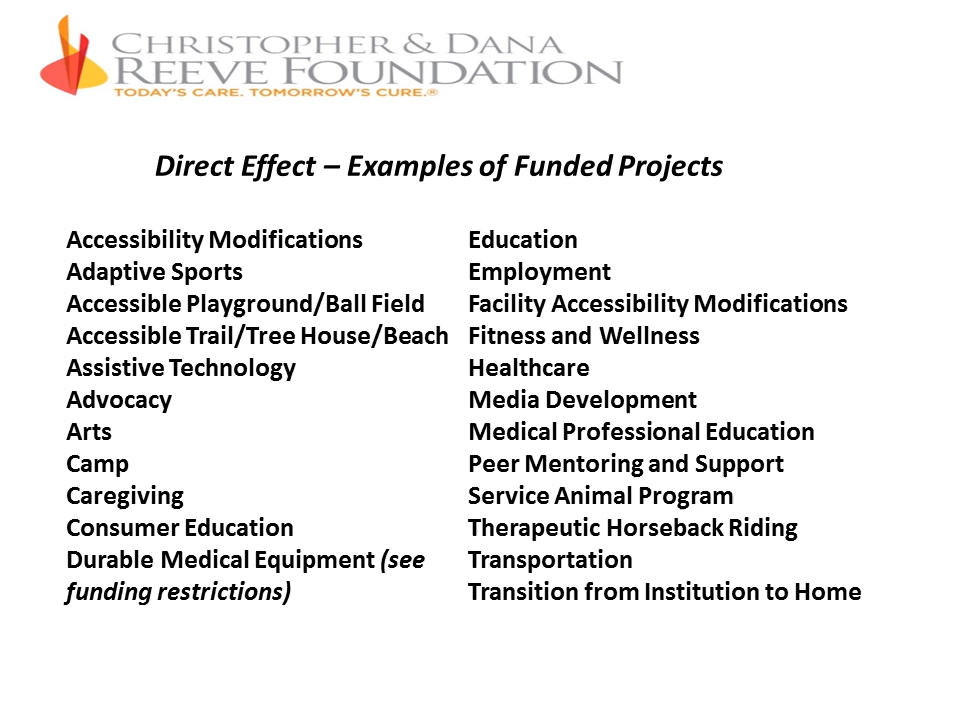 CHRISTOPHER & DANA
REEVE FOUNDATION
TODAY'S CARE. TOMORROW'S CURE.®
Direct Effect – Examples of Funded Projects
Accessibility Modifications
Adaptive Sports
Accessible Playground/Ball Field
Accessible Trail/Tree House/Beach
Assistive Technology
Advocacy
Arts
Camp
Caregiving
Consumer Education
Durable Medical Equipment (see
funding restrictions)
Education
Employment
Facility Accessibility Modifications
Fitness and Wellness
Healthcare
Media Development
Medical Professional Education
Peer Mentoring and Support
Service Animal Program
Therapeutic Horseback Riding
Transportation
Transition from Institution to Home